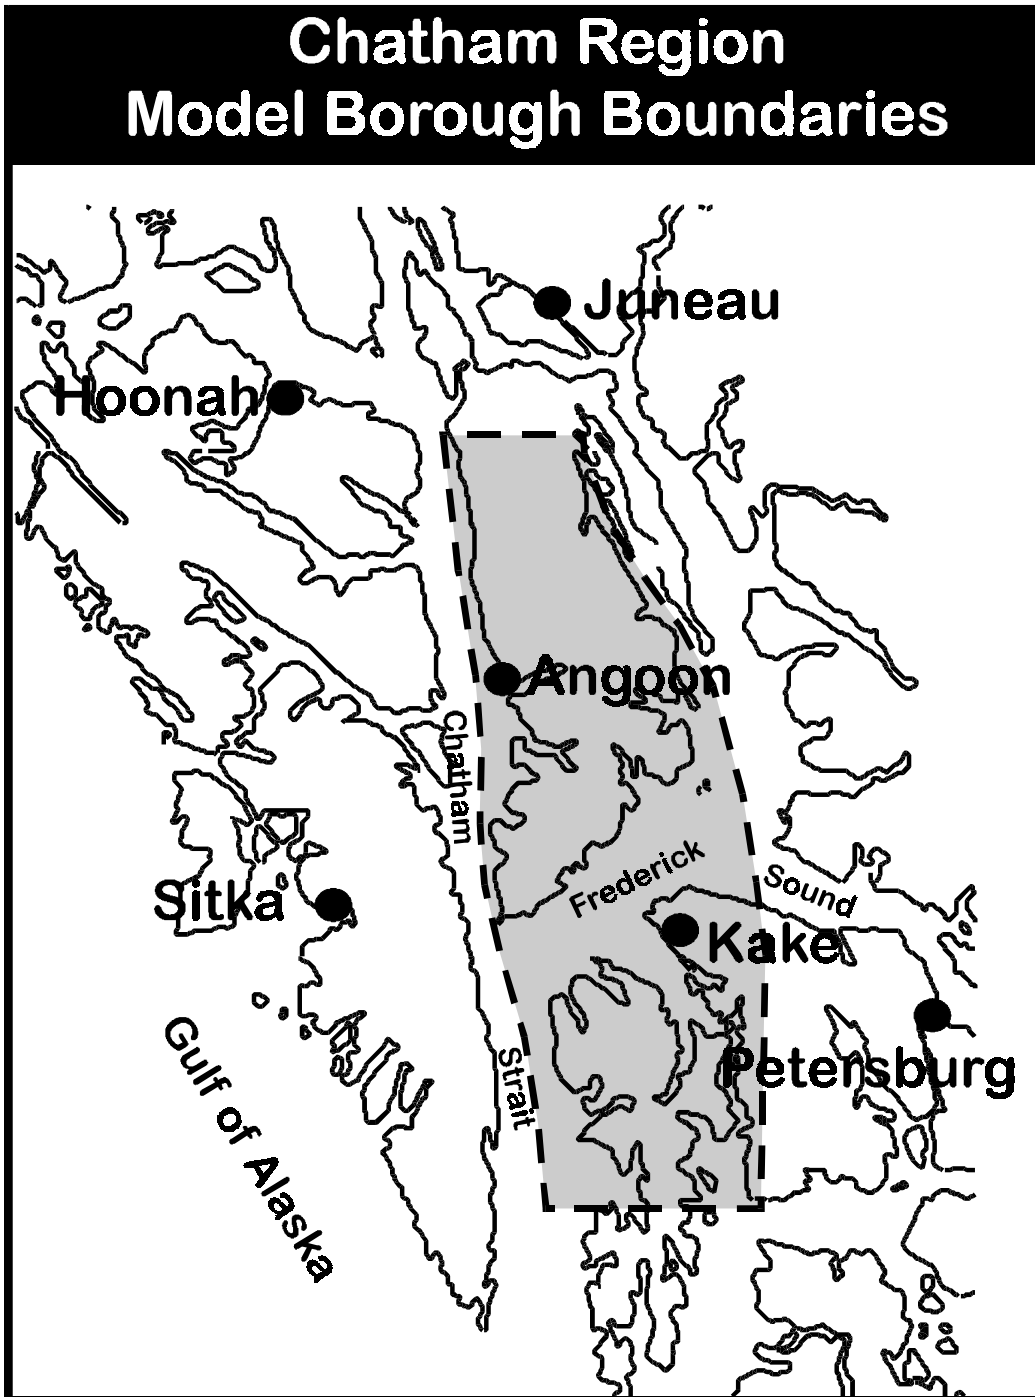 Chatham Region
Model Borough Boundaries
Juneau
Hoonah
Angoon
Chatham
Frederick
Sound
Sitka
Kake
Petersburg
Strait
Gulf of Alaska